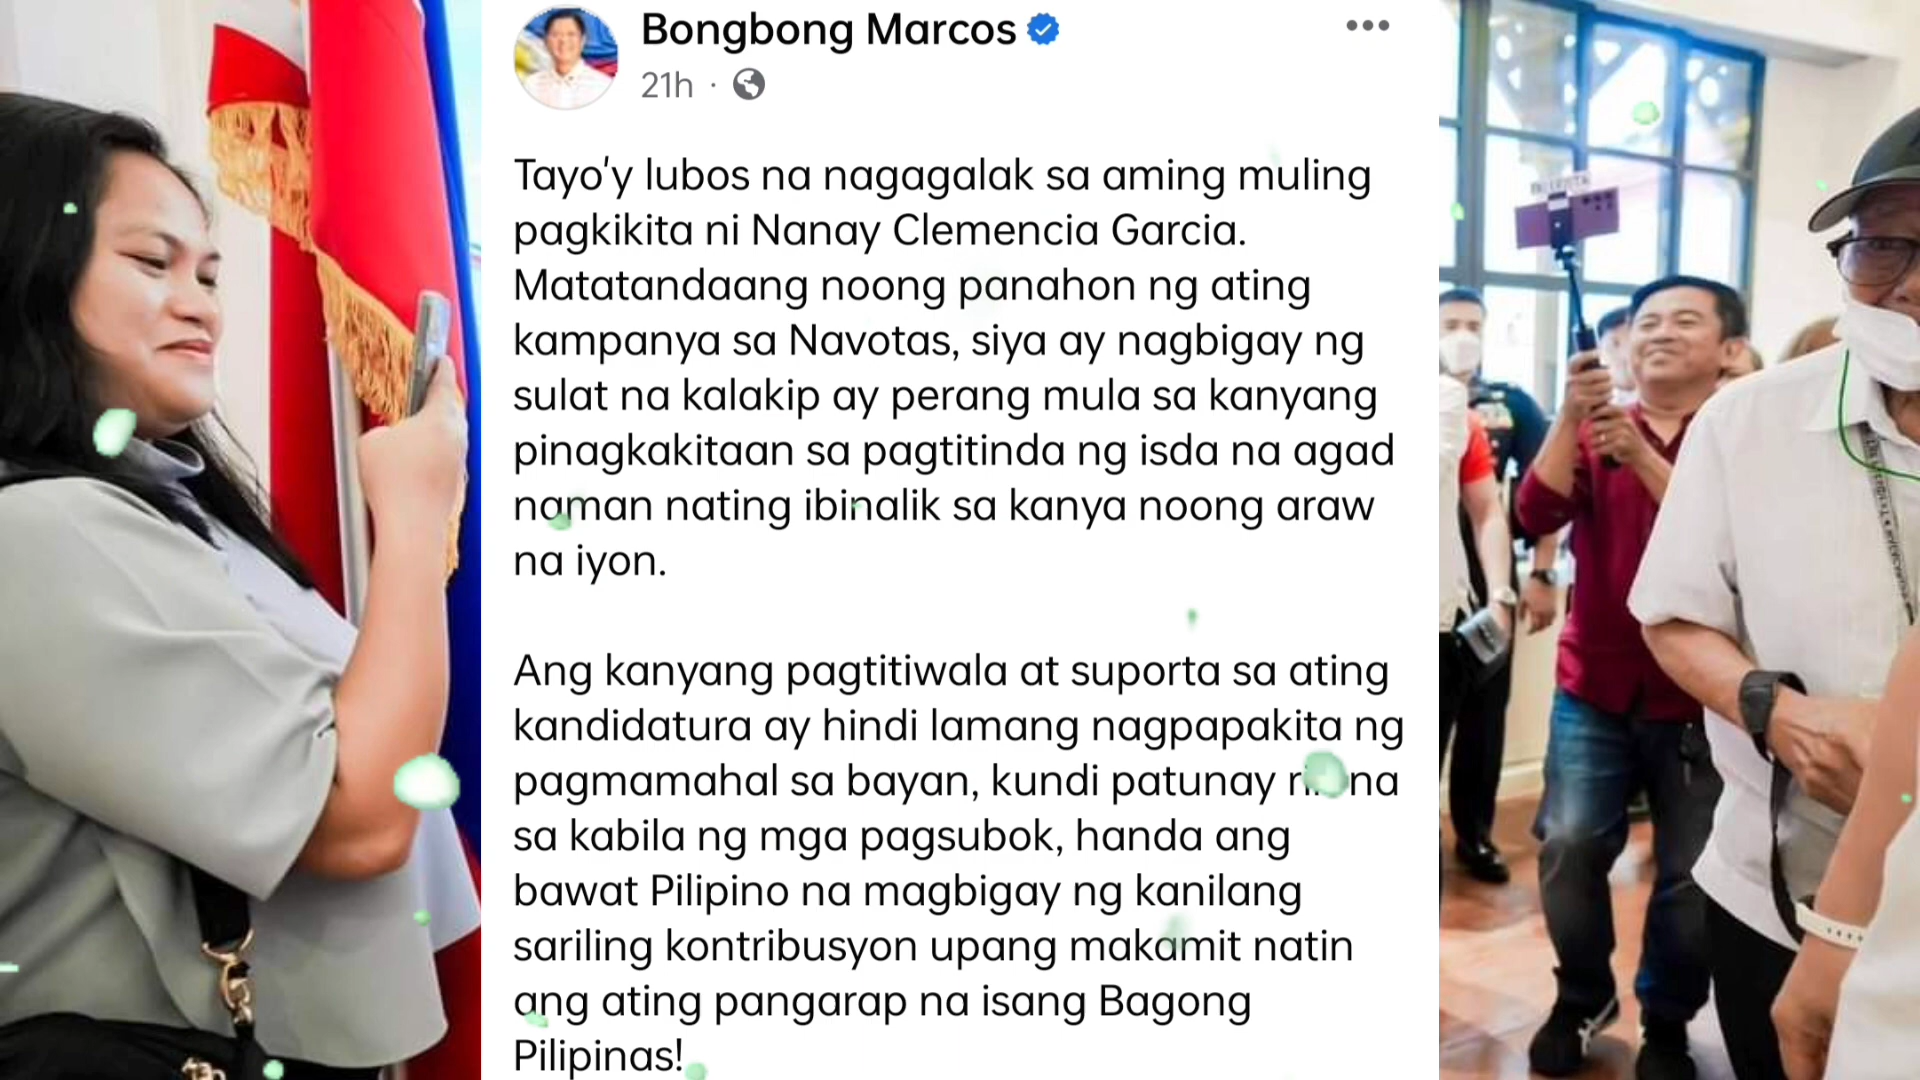 Bongbong Marcos
21h ·
Tayo'y lubos na nagagalak sa aming muling
pagkikita ni Nanay Clemencia Garcia.
Matatandaang noong panahon ng ating
kampanya sa Navotas, siya ay nagbigay ng
sulat na kalakip ay perang mula sa kanyang
pinagkakitaan sa pagtitinda ng isda na agad
naman nating ibinalik sa kanya noong araw
na iyon.
Ang kanyang pagtitiwala at suporta sa ating
kandidatura ay hindi lamang nagpapakita ng
pagmamahal sa bayan, kundi patunay na
sa kabila ng mga pagsubok, handa ang
bawat Pilipino na magbigay ng kanilang
sariling kontribusyon upang makamit natin
ang ating pangarap na isang Bagong
Pilipinas!